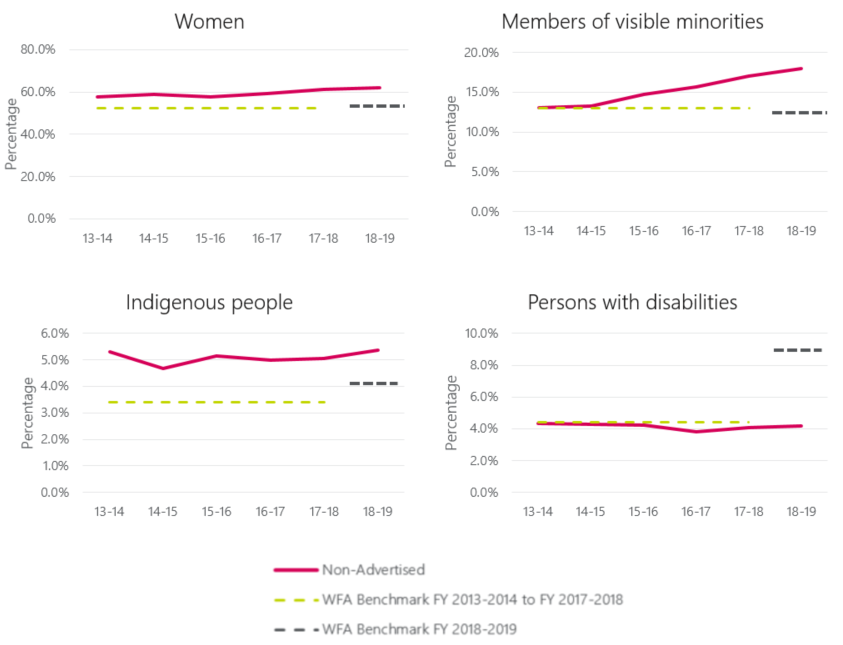 Women
Percentage
80.0%
60.0%
40.0%
20.0%
0.0%
13-14 14-15 15-16 16-17 17-18 18-19
Members of visible minorities
Percentage
20.0%
15.0%
10.0%
5.0%
0.0%
13-14 14-15 15-16 16-17 17-18 18-19
Indigenous people
Percentage
6.0%
5.0%
4.0%
3.0%
2.0%
1.0%
0.0%
13-14 14-15 15-16 16-17 17-18 18-19
Persons with disabilities
Percentage
10.0%
8.0%
6.0%
4.0%
2.0%
0.0%
13-14 14-15 15-16 16-17 17-18 18-19
Non-Advertised
WFA Benchmark FY 2013-2014 to FY 2017-2018
WFA Benchmark FY 2018-2019